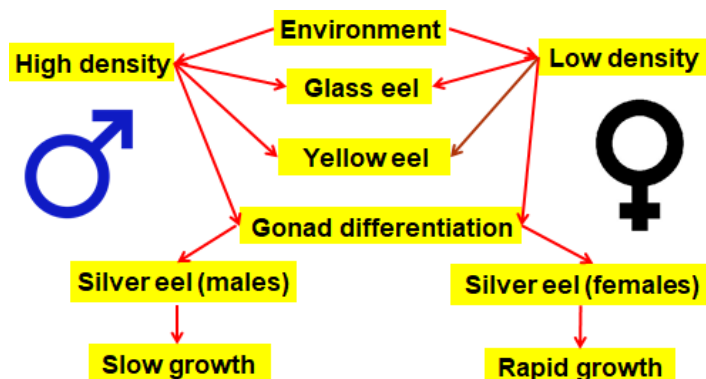 Environment
High density
Low density
Glass eel
Yellow eel
Gonad differentiation
Silver eel (males)
Silver eel (females)
Slow growth
Rapid growth